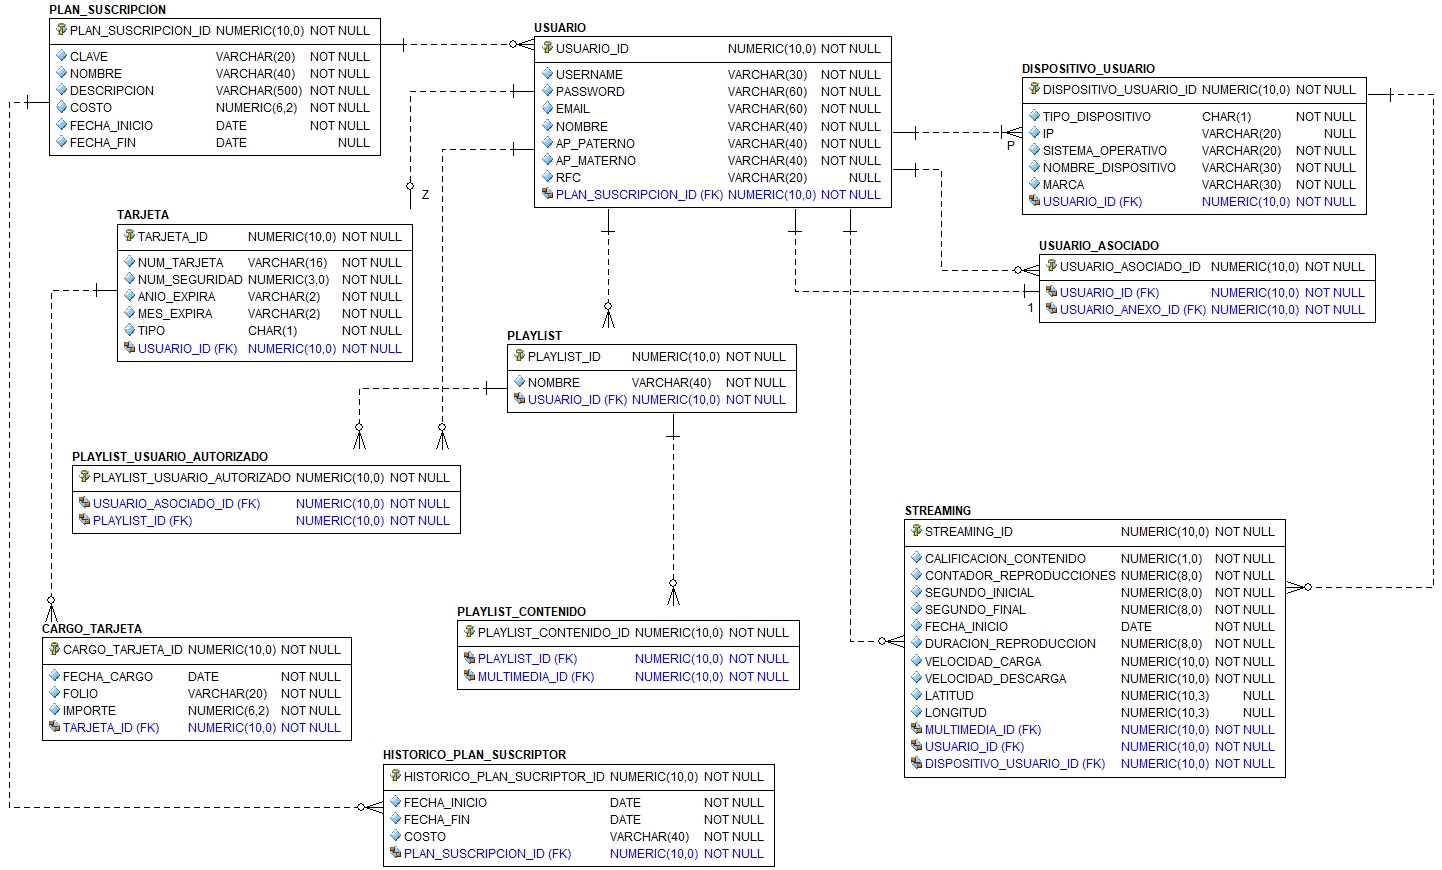 PLAN_SUSCRIPCION
PLAN_SUSCRIPCION_ID NUMERIC(10,0) NOT NULL
CLAVE VARCHAR(20) NOT NULL
NOMBRE VARCHAR(40) NOT NULL
DESCRIPCION VARCHAR(500) NOT NULL
COSTO NUMERIC(6,2) NOT NULL
FECHA_INICIO DATE NOT NULL
FECHA_FIN DATE NULL
USUARIO
USUARIO_ID NUMERIC(10,0) NOT NULL
USERNAME VARCHAR(30) NOT NULL
PASSWORD VARCHAR(60) NOT NULL
EMAIL VARCHAR(60) NOT NULL
NOMBRE VARCHAR(40) NOT NULL
AP_PATERNO VARCHAR(40) NOT NULL
AP_MATERNO VARCHAR(40) NOT NULL
RFC VARCHAR(20) NULL
PLAN_SUSCRIPCION_ID (FK) NUMERIC(10,0) NOT NULL
DISPOSITIVO_USUARIO
DISPOSITIVO_USUARIO_ID NUMERIC(10,0) NOT NULL
TIPO_DISPOSITIVO CHAR(1) NOT NULL
IP VARCHAR(20) NULL
SISTEMA_OPERATIVO VARCHAR(20) NOT NULL
NOMBRE_DISPOSITIVO VARCHAR(30) NOT NULL
MARCA VARCHAR(30) NOT NULL
USUARIO_ID (FK) NUMERIC(10,0) NOT NULL
P
Z
TARJETA
TARJETA_ID NUMERIC(10,0) NOT NULL
NUM_TARJETA VARCHAR(16) NOT NULL
NUM_SEGURIDAD NUMERIC(3,0) NOT NULL
ANIO_EXPIRA VARCHAR(2) NOT NULL
MES_EXPIRA VARCHAR(2) NOT NULL
TIPO CHAR(1) NOT NULL
USUARIO_ID (FK) NUMERIC(10,0) NOT NULL
USUARIO_ASOCIADO
USUARIO_ASOCIADO_ID NUMERIC(10,0) NOT NULL
USUARIO_ID (FK) NUMERIC(10,0) NOT NULL
USUARIO_ANEXO_ID (FK) NUMERIC(10,0) NOT NULL
1
PLAYLIST
PLAYLIST_ID NUMERIC(10,0) NOT NULL
NOMBRE VARCHAR(40) NOT NULL
USUARIO_ID (FK) NUMERIC(10,0) NOT NULL
PLAYLIST_USUARIO_AUTORIZADO
PLAYLIST_USUARIO_AUTORIZADO NUMERIC(10,0) NOT NULL
USUARIO_ASOCIADO_ID (FK) NUMERIC(10,0) NOT NULL
PLAYLIST_ID (FK) NUMERIC(10,0) NOT NULL
STREAMING
STREAMING_ID NUMERIC(10,0) NOT NULL
CALIFICACION_CONTENIDO NUMERIC(1,0) NOT NULL
CONTADOR_REPRODUCCIONES NUMERIC(8,0) NOT NULL
SEGUNDO_INICIAL NUMERIC(8,0) NOT NULL
SEGUNDO_FINAL NUMERIC(8,0) NOT NULL
FECHA_INICIO DATE NOT NULL
DURACION_REPRODUCCION NUMERIC(8,0) NOT NULL
VELOCIDAD_CARGA NUMERIC(10,0) NOT NULL
VELOCIDAD_DESCARGA NUMERIC(10,0) NOT NULL
LATITUD NUMERIC(10,3) NULL
LONGITUD NUMERIC(10,3) NULL
MULTIMEDIA_ID (FK) NUMERIC(10,0) NOT NULL
USUARIO_ID (FK) NUMERIC(10,0) NOT NULL
DISPOSITIVO_USUARIO_ID (FK) NUMERIC(10,0) NOT NULL
PLAYLIST_CONTENIDO
PLAYLIST_CONTENIDO_ID NUMERIC(10,0) NOT NULL
PLAYLIST_ID (FK) NUMERIC(10,0) NOT NULL
MULTIMEDIA_ID (FK) NUMERIC(10,0) NOT NULL
CARGO_TARJETA
CARGO_TARJETA_ID NUMERIC(10,0) NOT NULL
FECHA_CARGO DATE NOT NULL
FOLIO VARCHAR(20) NOT NULL
IMPORTE NUMERIC(6,2) NOT NULL
TARJETA_ID (FK) NUMERIC(10,0) NOT NULL
HISTORICO_PLAN_SUSCRIPTOR
HISTORICO_PLAN_SUCRIPTOR_ID NUMERIC(10,0) NOT NULL
FECHA_INICIO DATE NOT NULL
FECHA_FIN DATE NOT NULL
COSTO VARCHAR(40) NOT NULL
PLAN_SUSCRIPCION_ID (FK) NUMERIC(10,0) NOT NULL